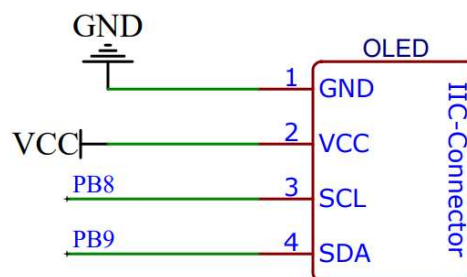 GND
OLED
1 GND
VCC 2 VCC
PB8 3 SCL
PB9 4 SDA
IIC-Connector